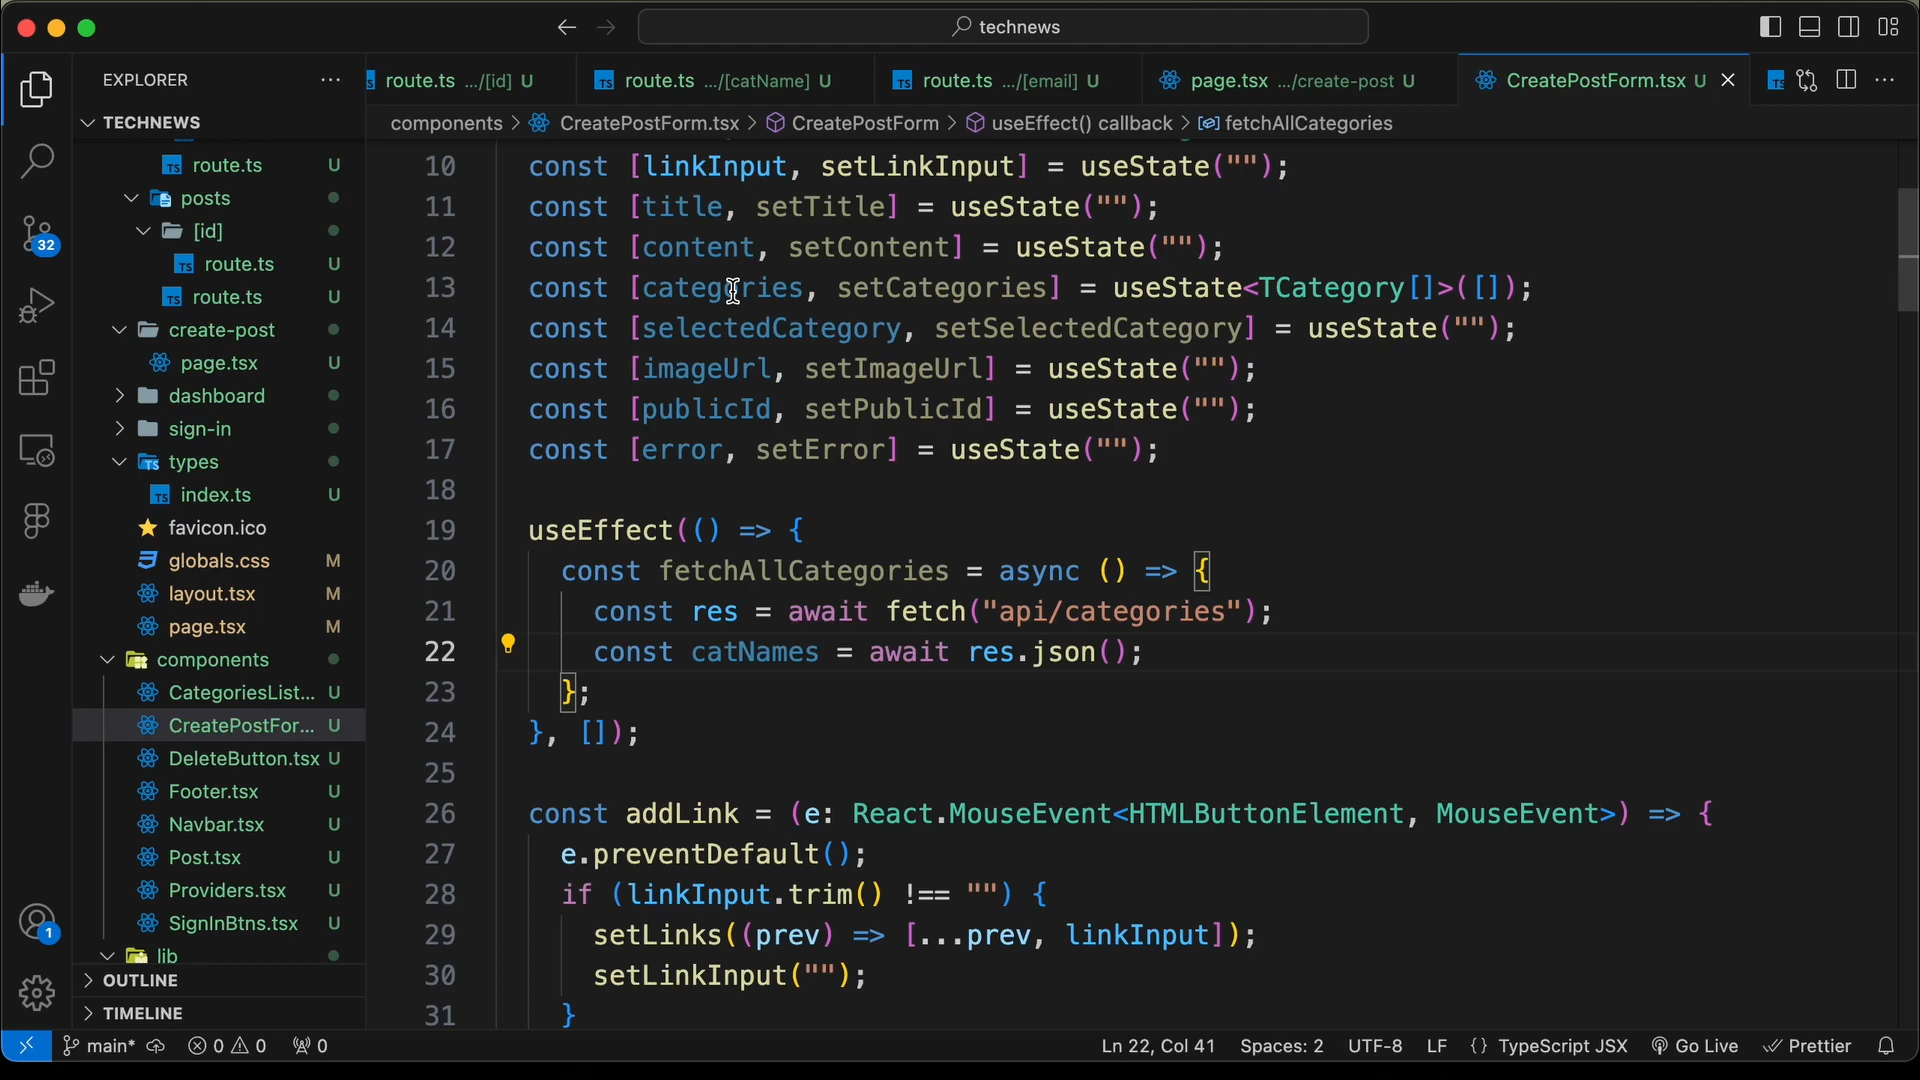 technews
EXPLORER
TECHNEWS
route.ts U
posts
[id]
route.ts U
route.ts U
create-post
page.tsx U
dashboard
sign-in
types
index.ts U
favicon.ico
globals.css M
layout.tsx M
page.tsx M
components
CategoriesList... U
CreatePostFor... U
DeleteButton.tsx U
Footer.tsx U
Navbar.tsx U
Post.tsx U
Providers.tsx U
SignInBtns.tsx U
lib
OUTLINE
TIMELINE
32
1
route.ts .../[id] U
route.ts .../[catName] U
route.ts .../[email] U
page.tsx .../create-post U
CreatePostForm.tsx U
components > CreatePostForm.tsx > CreatePostForm > useEffect() callback > fetchAllCategories
10 const [linkInput, setLinkInput] = useState("");
11 const [title, setTitle] = useState("");
12 const [content, setContent] = useState("");
13 const [categories, setCategories] = useState<TCategory[]>([]);
14 const [selectedCategory, setSelectedCategory] = useState("");
15 const [imageUrl, setImageUrl] = useState("");
16 const [publicId, setPublicId] = useState("");
17 const [error, setError] = useState("");
18
19 useEffect(() => {
20 const fetchAllCategories = async () => {
21 const res = await fetch("api/categories");
22 const catNames = await res.json();
23 };
24 }, []);
25
26 const addLink = (e: React.MouseEvent<HTMLButtonElement, MouseEvent>) => {
27 e.preventDefault();
28 if (linkInput.trim() !== "") {
29 setLinks((prev) => [...prev, linkInput]);
30 setLinkInput("");
31 }
main* 0 0 0 Ln 22, Col 41 Spaces: 2 UTF-8 LF {} TypeScript JSX Go Live Prettier